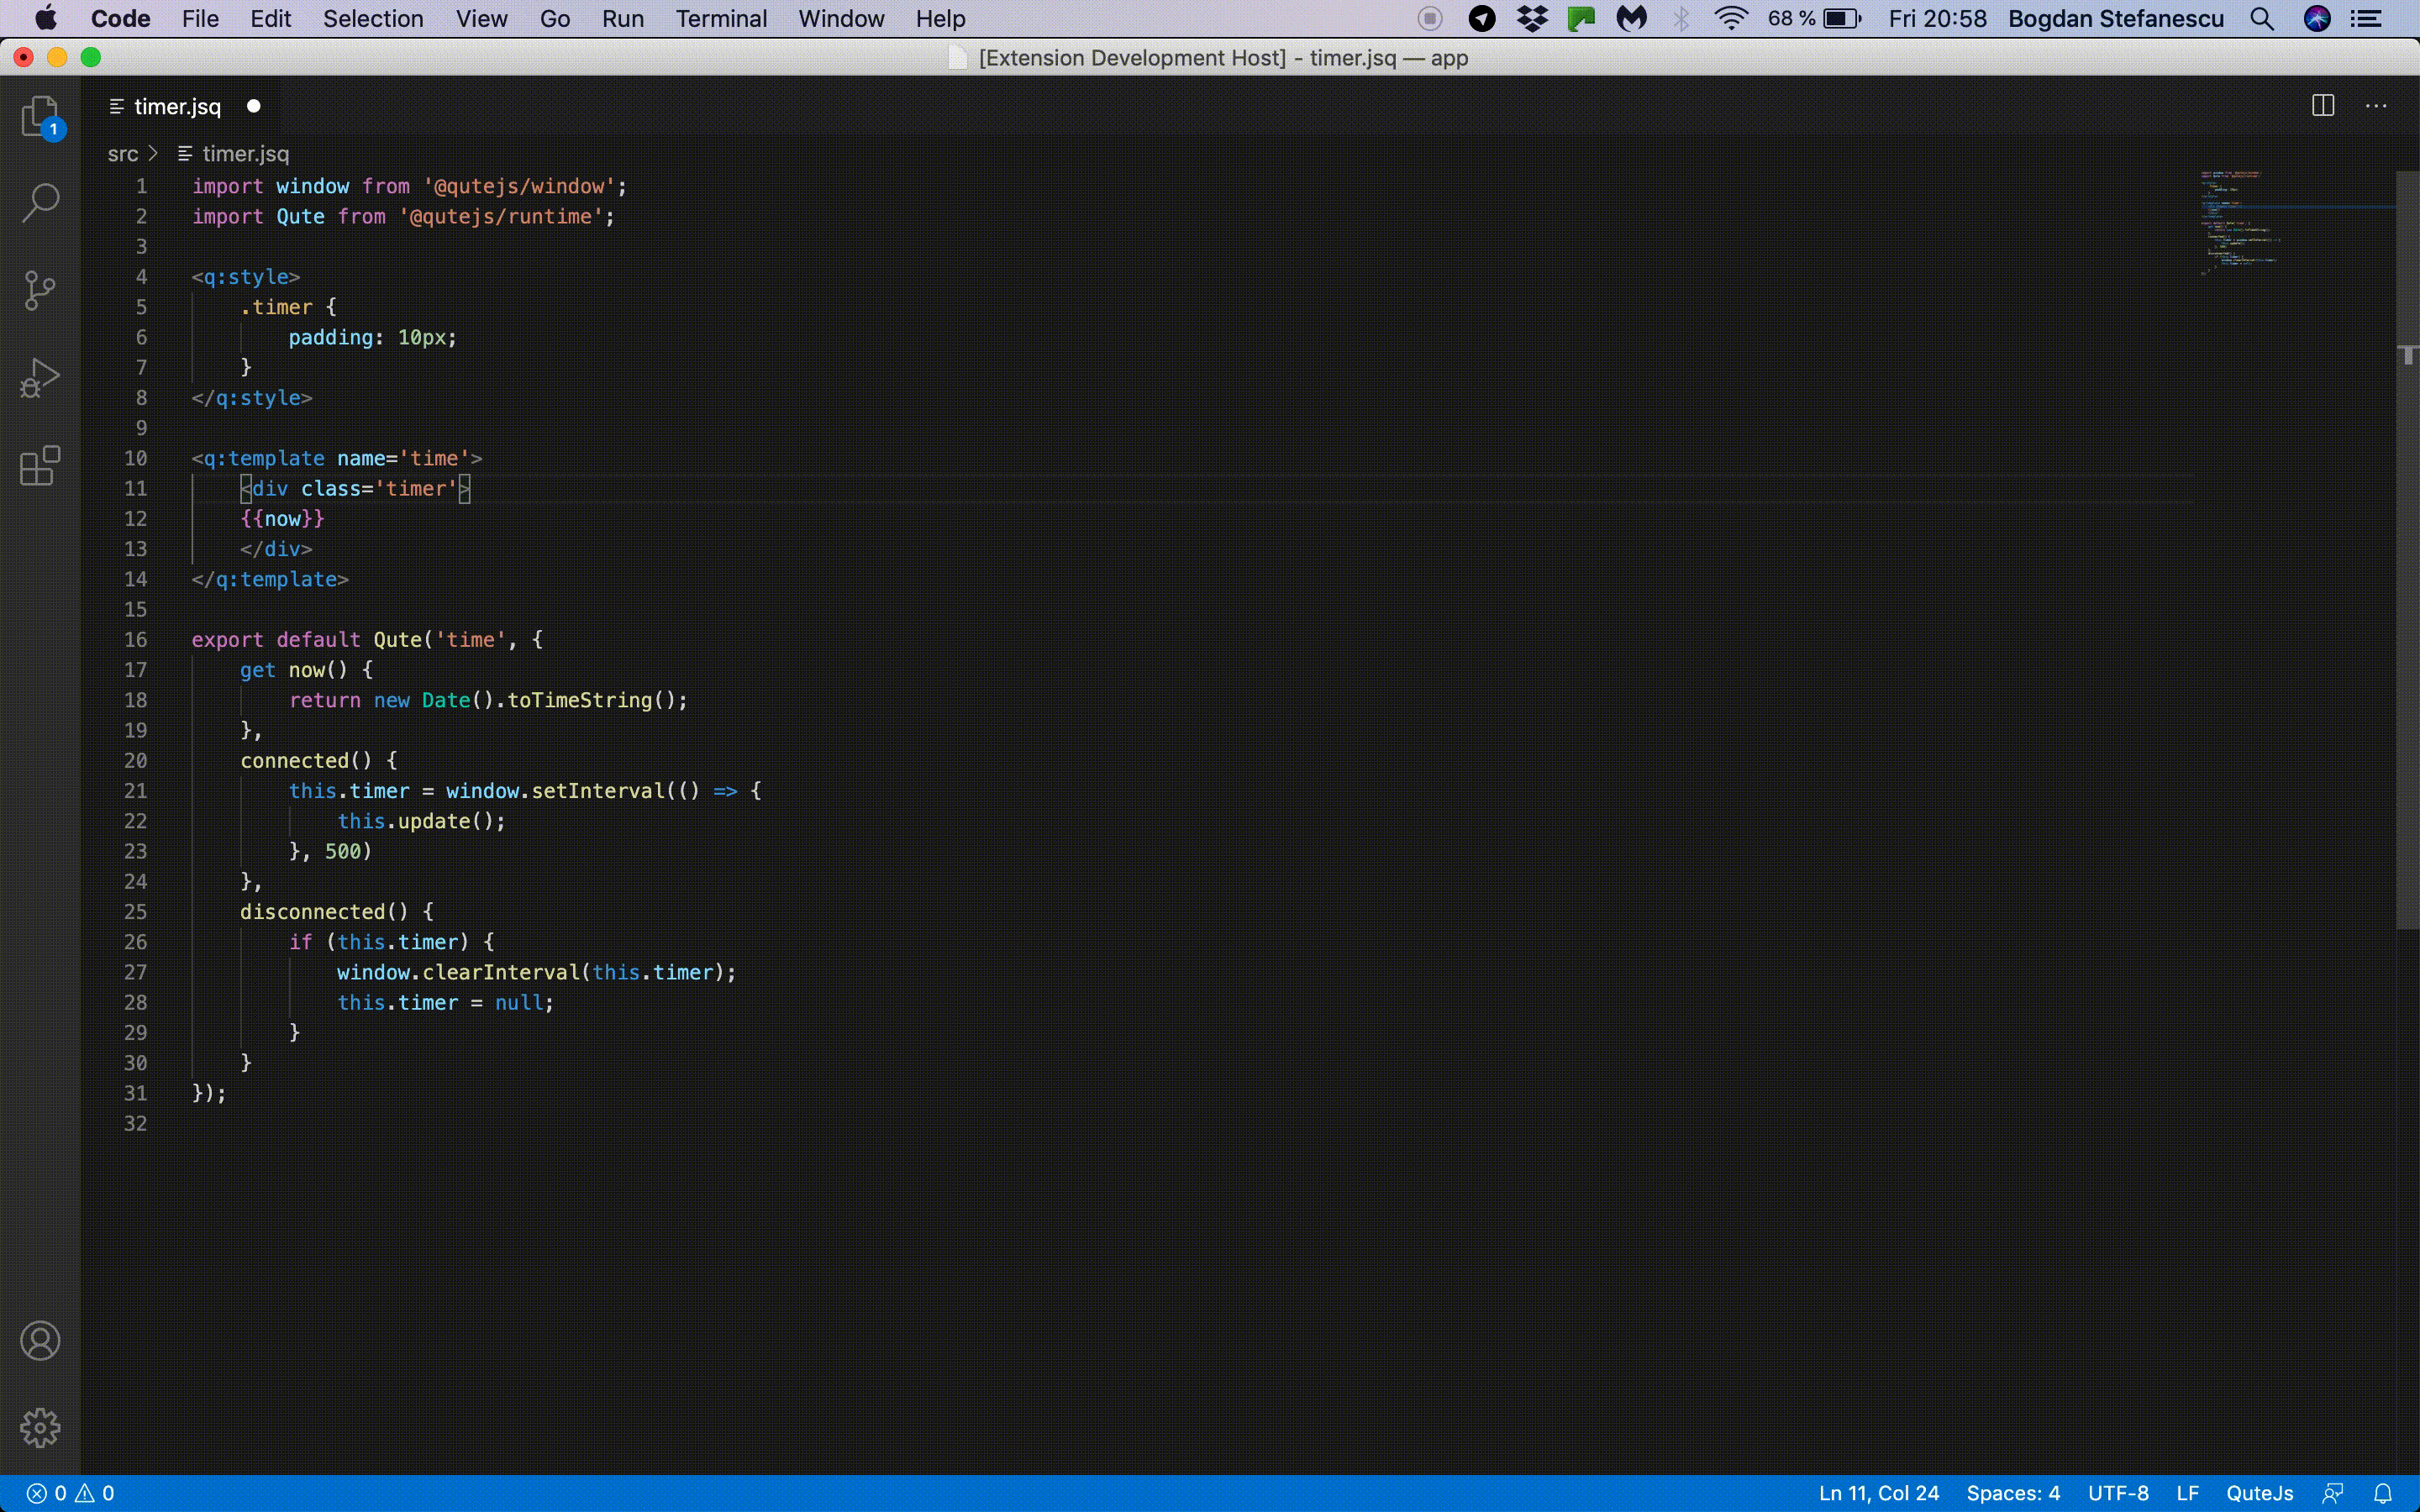 Code File Edit Selection View Go Run Terminal Window Help 68 % Fri 20:58 Bogdan Stefanescu
[Extension Development Host] - timer.jsq — app
1
timer.jsq
src > timer.jsq
1 import window from '@qutejs/window';
2 import Qute from '@qutejs/runtime';
3
4 <q:style>
5 .timer {
6 padding: 10px;
7 }
8 </q:style>
9
10 <q:template name='time'>
11 <div class='timer'>
12 {{now}}
13 </div>
14 </q:template>
15
16 export default Qute('time', {
17 get now() {
18 return new Date().toTimeString();
19 },
20 connected() {
21 this.timer = window.setInterval(() => {
22 this.update();
23 }, 500)
24 },
25 disconnected() {
26 if (this.timer) {
27 window.clearInterval(this.timer);
28 this.timer = null;
29 }
30 }
31 });
32
0 0 Ln 11, Col 24 Spaces: 4 UTF-8 LF QuteJs